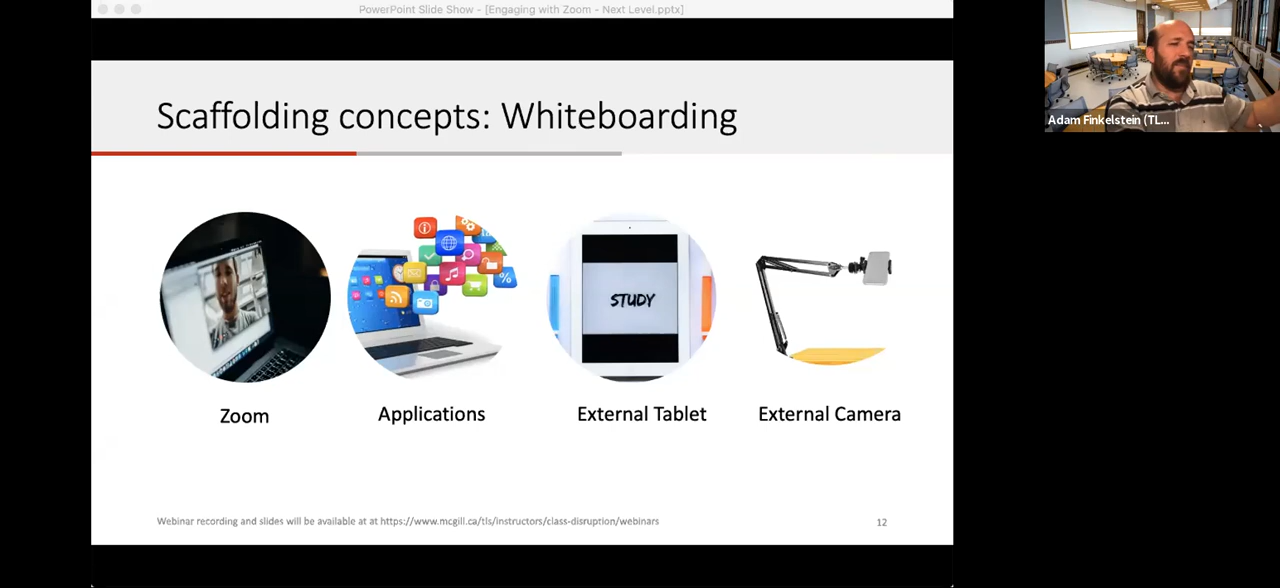 PowerPoint Slide Show - [Engaging with Zoom - Next Level.pptx]
Adam Finkelstein (TL...
Scaffolding concepts: Whiteboarding
STUDY
%
Zoom
Applications
External Tablet
External Camera
Webinar recording and slides will be available at at https://www.mcgill.ca/tls/instructors/class-disruption/webinars
12